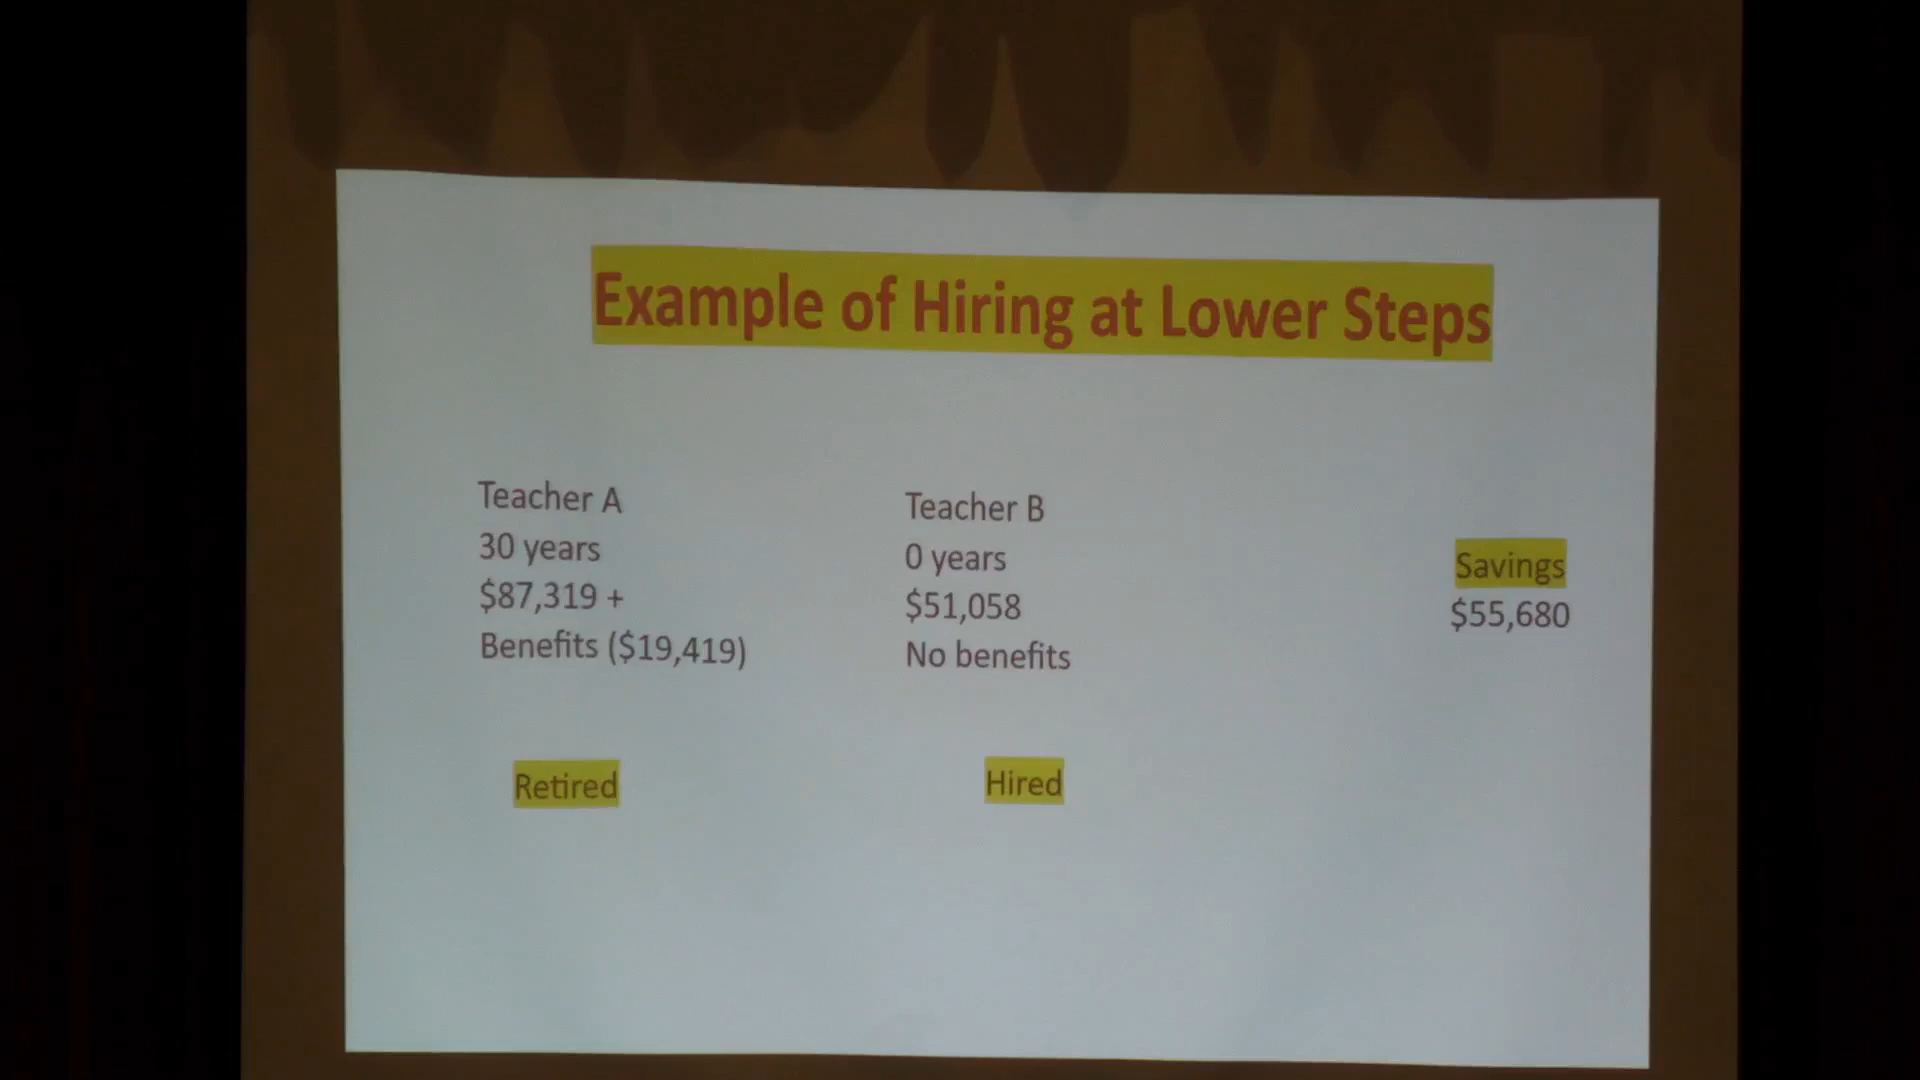 Example of Hiring at Lower Steps
Teacher A
30 years
$87,319 +
Benefits ($19,419)
Retired
Teacher B
0 years
$51,058
No benefits
Hired
Savings
$55,680